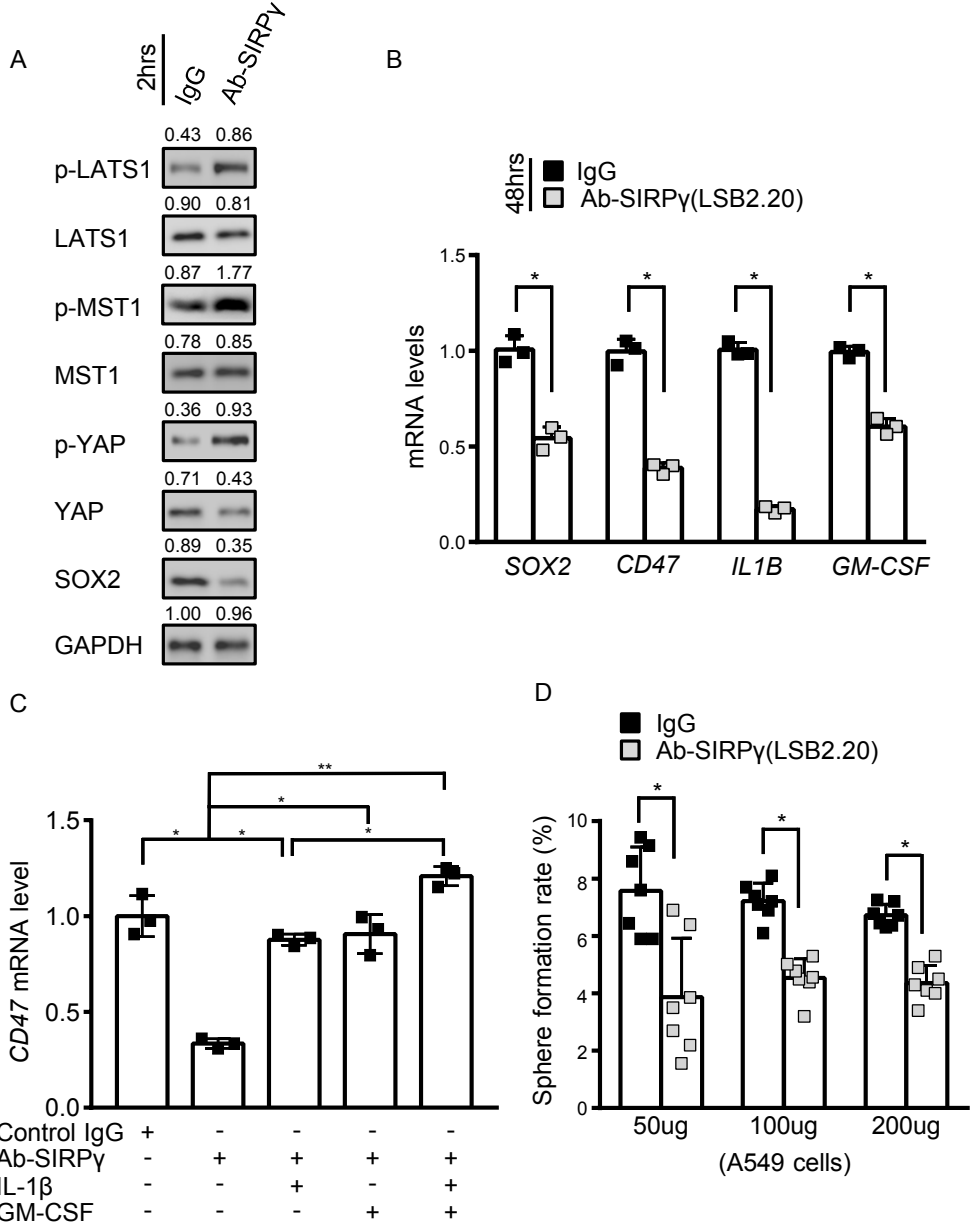 A
2hrs
IgG
Ab-SIRPγ
0.43 0.86
p-LATS1
0.90 0.81
LATS1
0.87 1.77
p-MST1
0.78 0.85
MST1
0.36 0.93
p-YAP
0.71 0.43
YAP
0.89 0.35
SOX2
1.00 0.96
GAPDH
B
48hrs
IgG
Ab-SIRPγ(LSB2.20)
mRNA levels
1.5
1.0
0.5
0.0
* * * *
SOX2 CD47 IL1B GM-CSF
C
**
*
* * *
CD47 mRNA level
1.5
1.0
0.5
0.0
Control IgG + - - - -
Ab-SIRPγ - + + + +
IL-1β - - + - +
GM-CSF - - - + +
D
IgG
Ab-SIRPγ(LSB2.20)
Sphere formation rate (%)
10
8
6
4
2
0
* * *
50ug 100ug 200ug
(A549 cells)